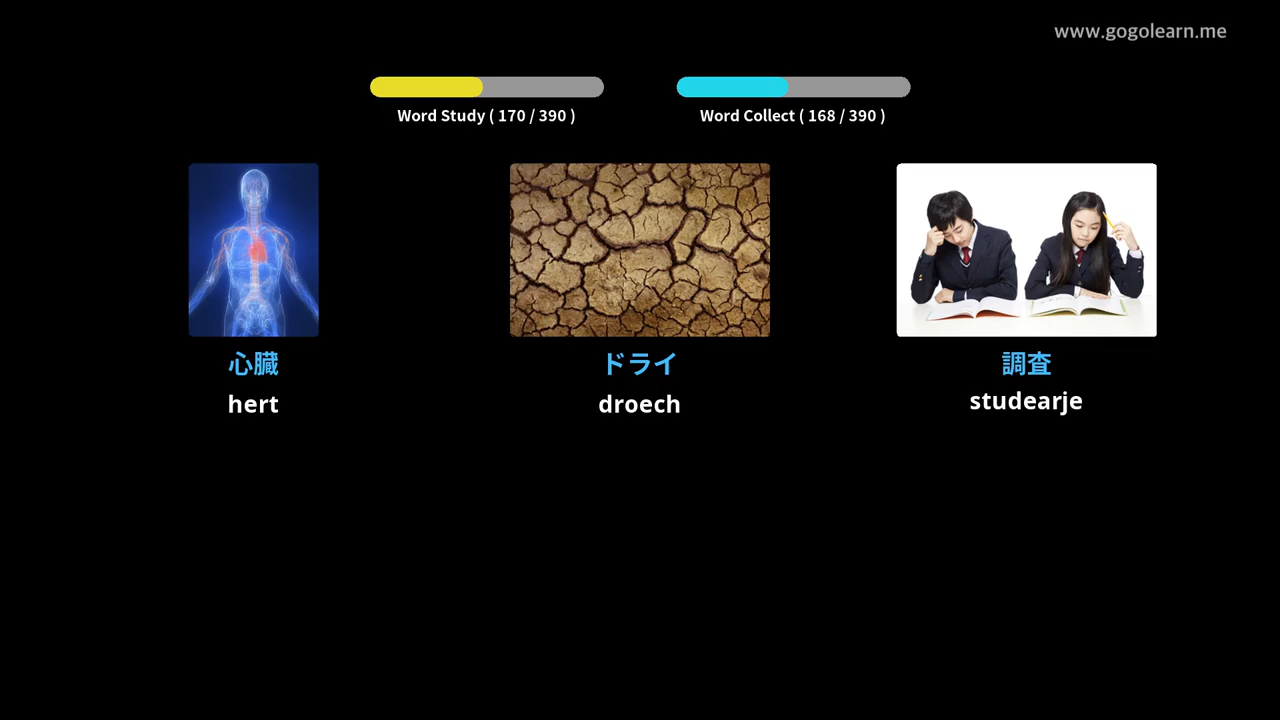 www.gogolearn.me
Word Study ( 170 / 390 )
Word Collect ( 168 / 390 )
心臓
ドライ
調査
hert
droech
studearje